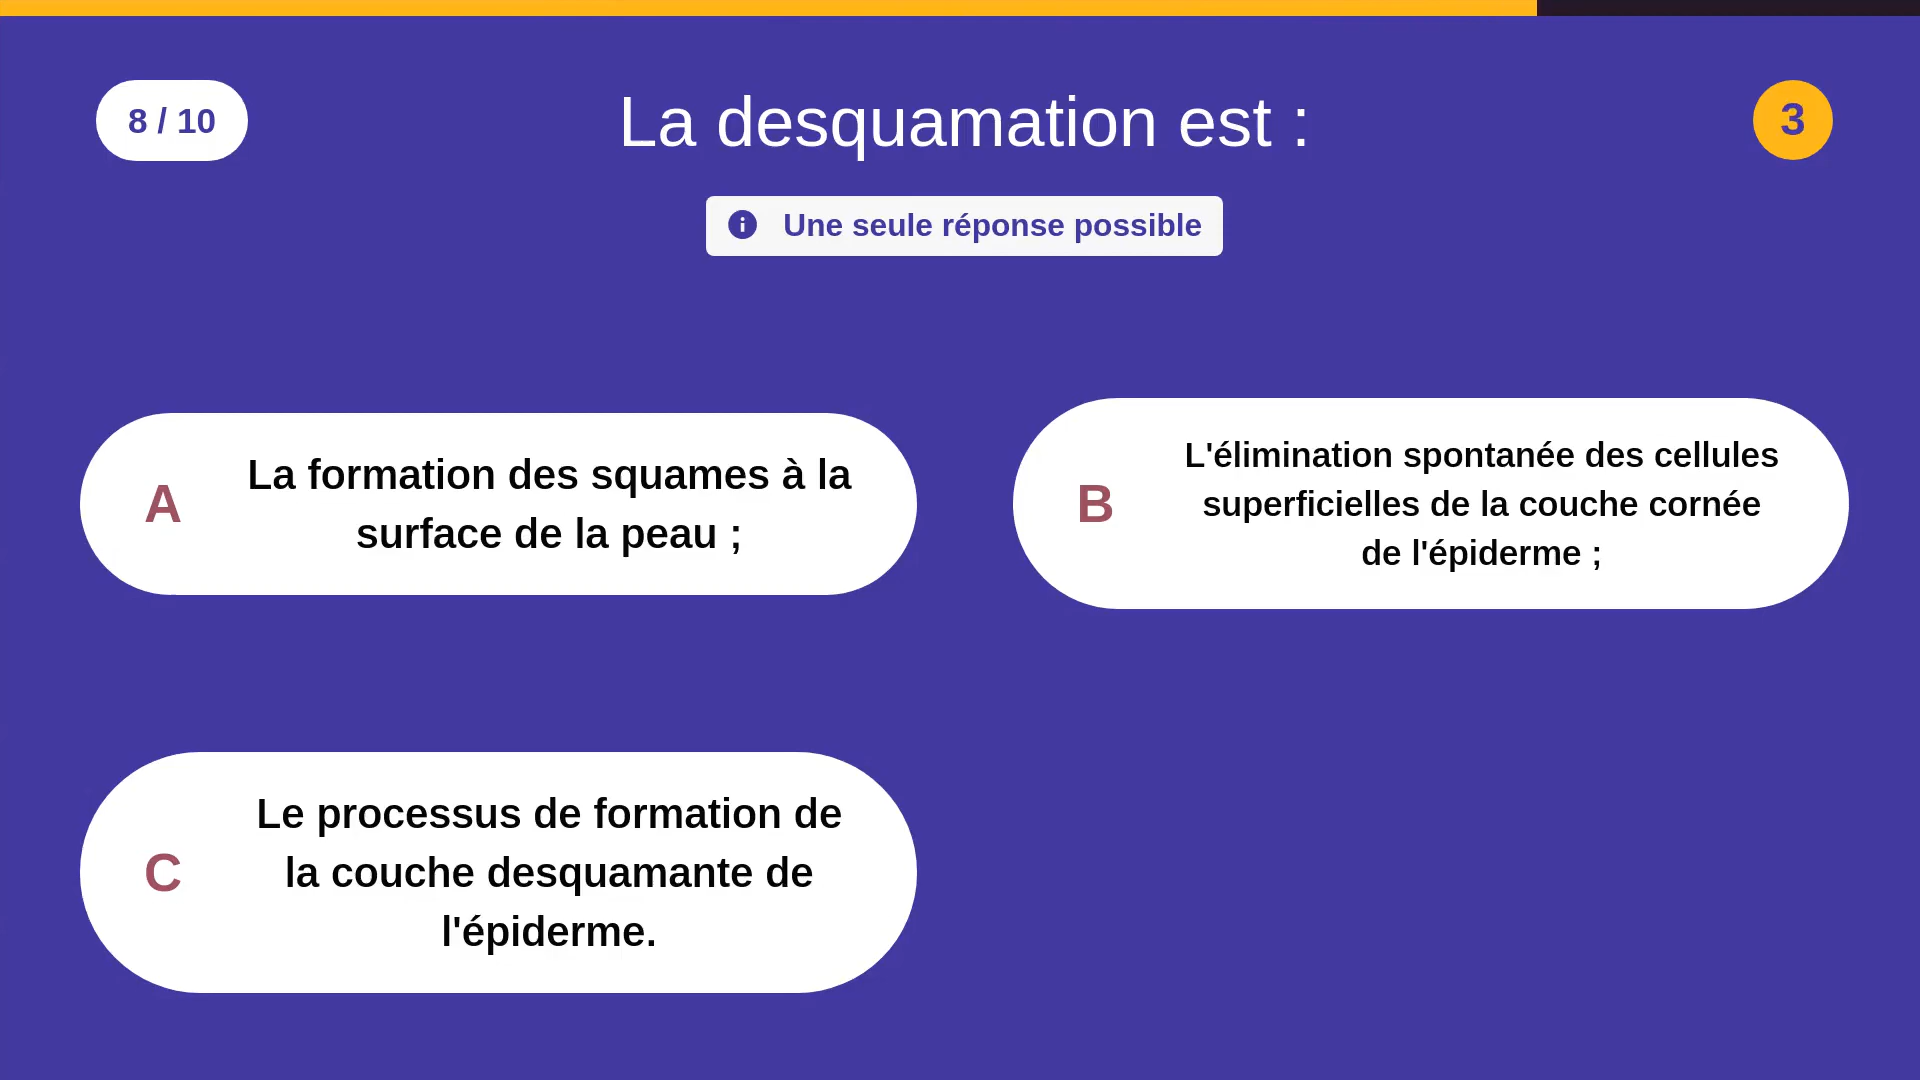 8 / 10
La desquamation est :
3
Une seule réponse possible
A
La formation des squames à la
surface de la peau ;
B
L'élimination spontanée des cellules
superficielles de la couche cornée
de l'épiderme ;
C
Le processus de formation de
la couche desquamante de
l'épiderme.